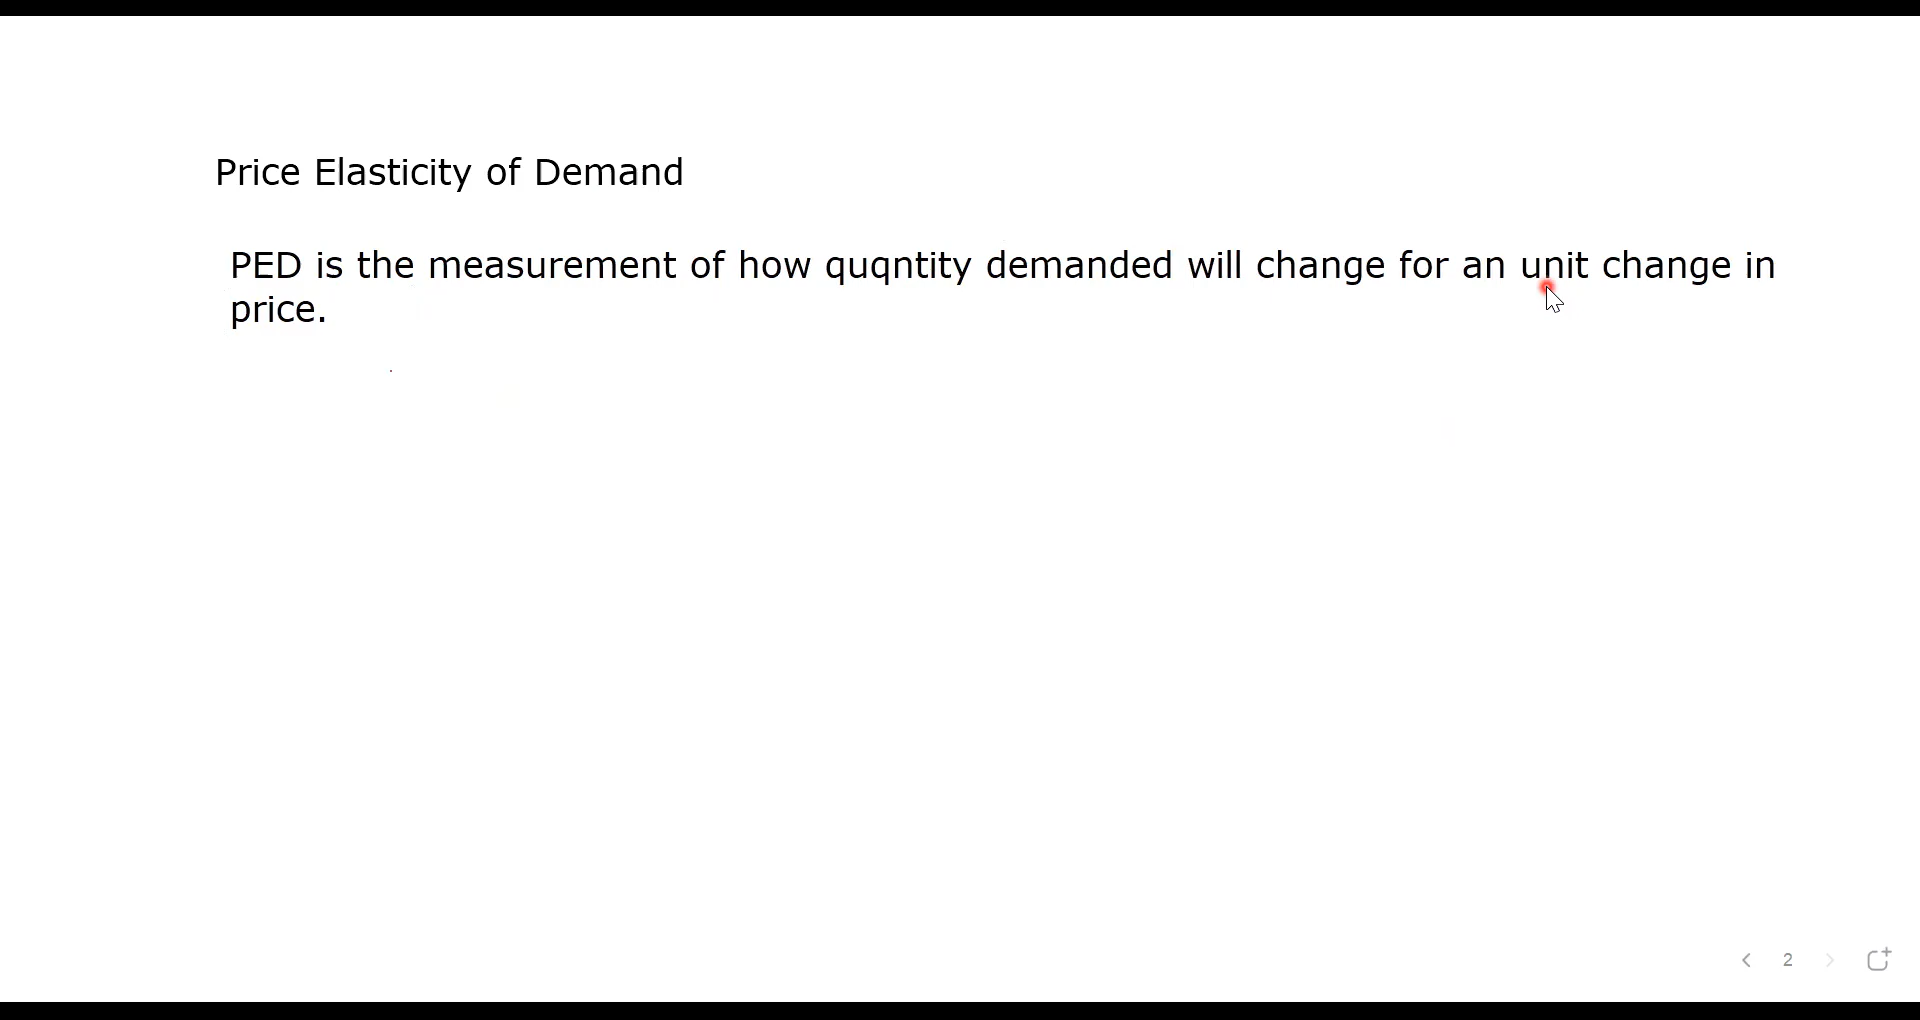 Price Elasticity of Demand
PED is the measurement of how quqntity demanded will change for an unit change in
price.
2